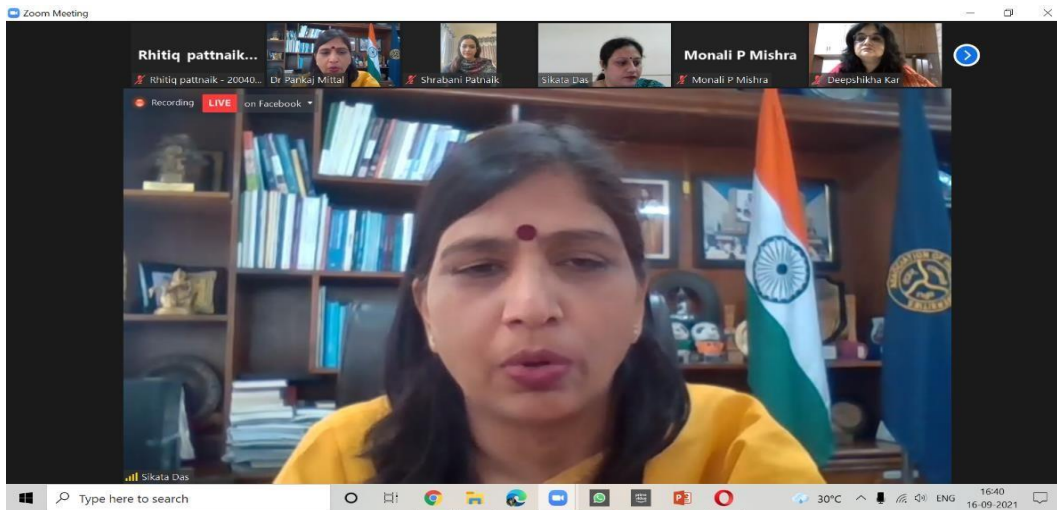 Zoom Meeting
Rhitiq pattnaik...
Rhitiq pattnaik - 20040...
Dr Pankaj Mittal
Shrabani Patnaik
Sikata Das
Monali P Mishra
Monali P Mishra
Deepshikha Kar
Recording LIVE on Facebook
Sikata Das
Type here to search
30°C
ENG
16:40
16-09-2021